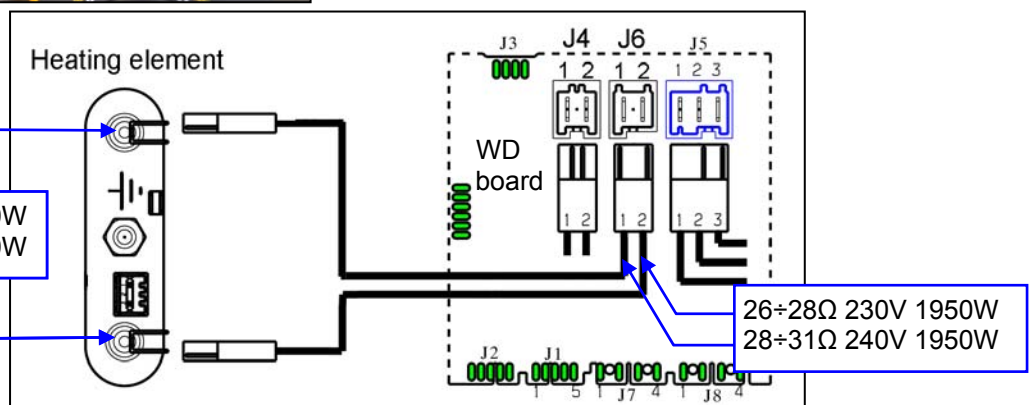 Heating element
J3 J4 J6 J5
1 2 1 2 1 2 3
WD
board
1 2 1 2 1 2 3
W
W
26÷28Ω 230V 1950W
28÷31Ω 240V 1950W
J2 J1
1 5 1 J7 4 1 J8 4